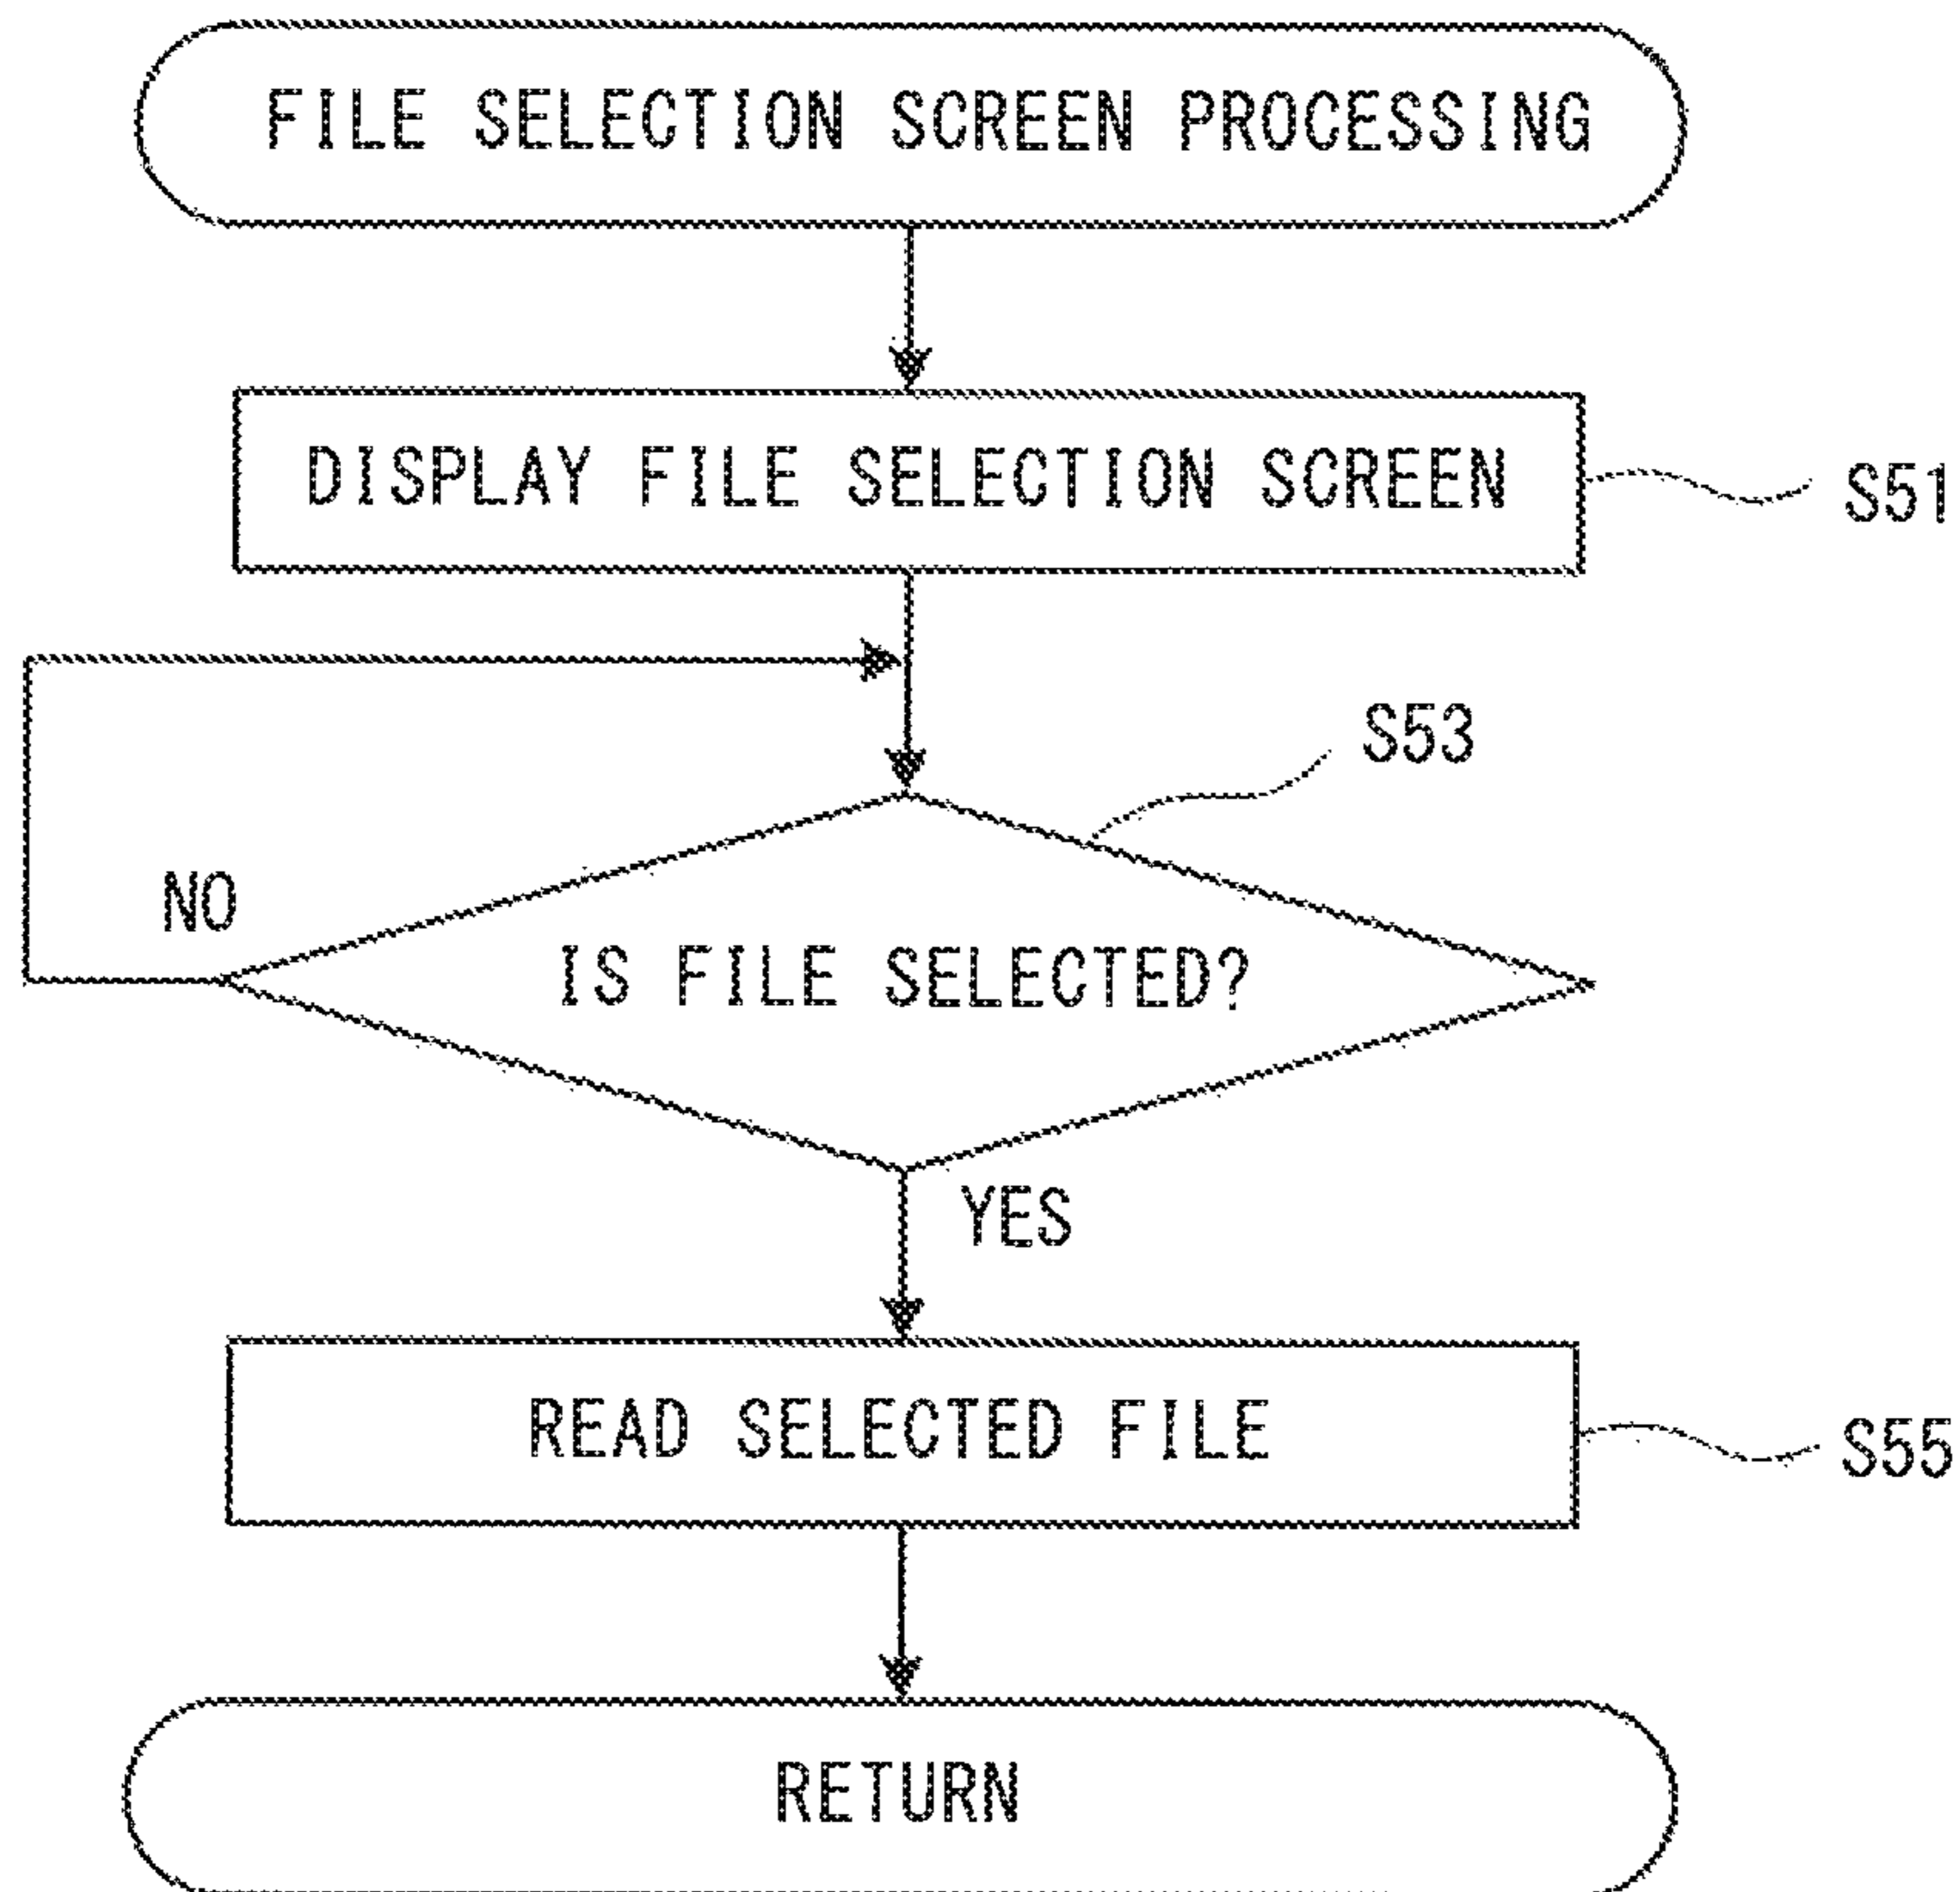 FILE SELECTION SCREEN PROCESSING
DISPLAY FILE SELECTION SCREEN
S51
S53
NO
IS FILE SELECTED?
YES
READ SELECTED FILE
S55
RETURN